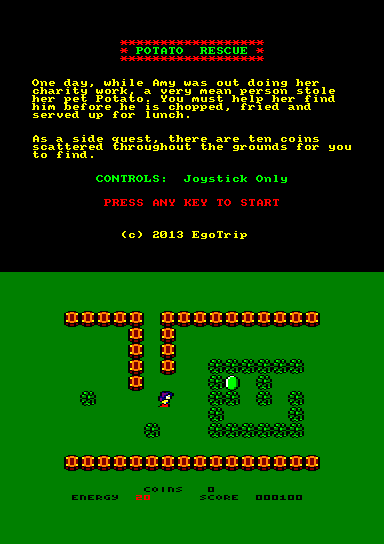 * POTATO RESCUE *
One day, while Amy was out doing her
charity work, a very mean person stole
her pet Potato. You must help her find
him before he is chopped, fried and
served up for lunch.
As a side quest, there are ten coins
scattered throughout the grounds for you
to find.
CONTROLS: Joystick Only
PRESS ANY KEY TO START
(c) 2013 EgoTrip
COINS 0
ENERGY SCORE 000100